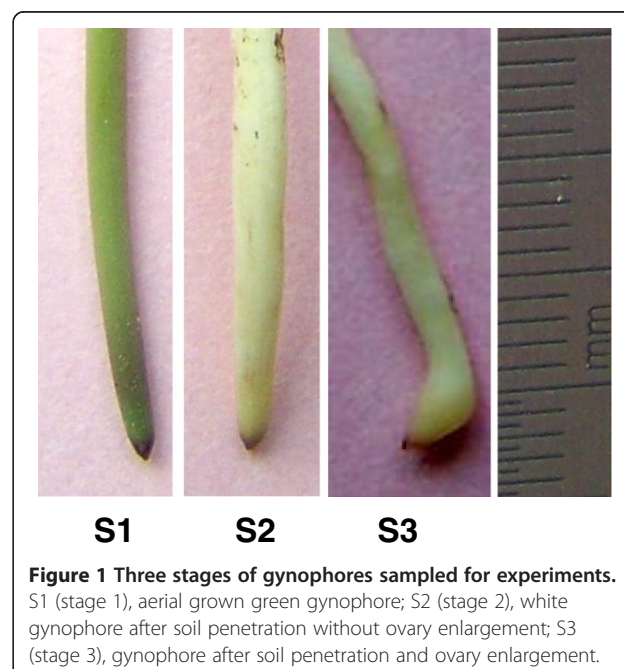 mm
S1 S2 S3
Figure 1 Three stages of gynophores sampled for experiments.
S1 (stage 1), aerial grown green gynophore; S2 (stage 2), white
gynophore after soil penetration without ovary enlargement; S3
(stage 3), gynophore after soil penetration and ovary enlargement.